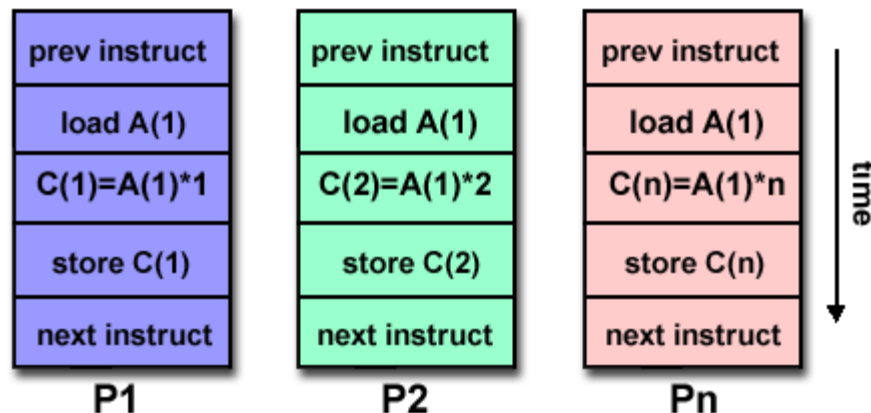 prev instruct
load A(1)
C(1)=A(1)*1
store C(1)
next instruct
P1
prev instruct
load A(1)
C(2)=A(1)*2
store C(2)
next instruct
P2
prev instruct
load A(1)
C(n)=A(1)*n
store C(n)
next instruct
Pn
time